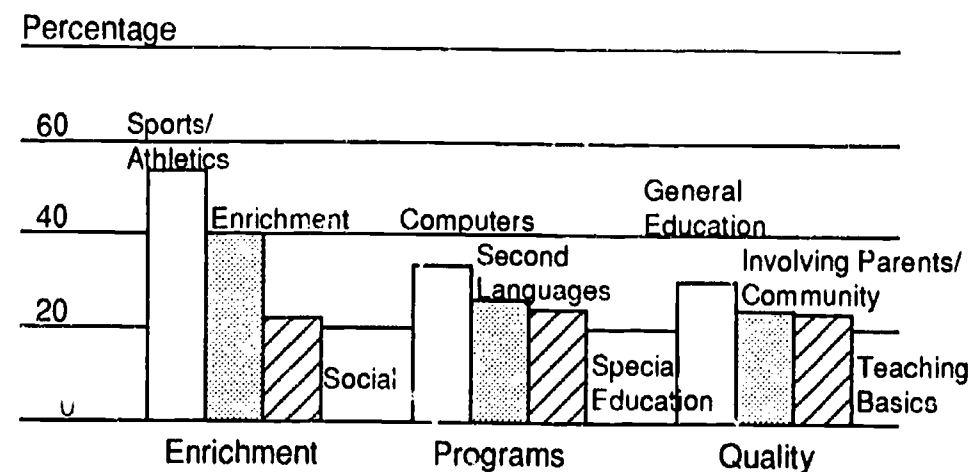 Percentage
60
Sports/
Athletics
40
Enrichment
Computers
General
Education
Second
Languages
Involving Parents/
Community
20
Social
Special
Education
Teaching
Basics
0
Enrichment
Programs
Quality